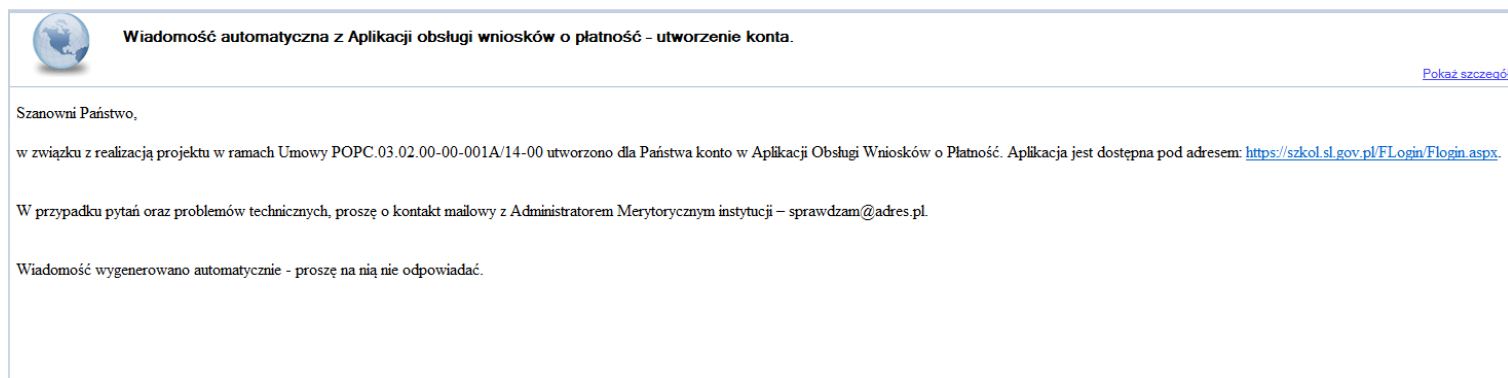 Wiadomość automatyczna z Aplikacji obsługi wniosków o płatność - utworzenie konta.
Pokaż szczegó
Szanowni Państwo,
w związku z realizacją projektu w ramach Umowy POPC.03.02.00-00-001A/14-00 utworzono dla Państwa konto w Aplikacji Obsługi Wniosków o Płatność. Aplikacja jest dostępna pod adresem: https://szkol.sl.gov.pl/FLogin/Flogin.aspx.
W przypadku pytań oraz problemów technicznych, proszę o kontakt mailowy z Administratorem Merytorycznym instytucji – sprawdzam@adres.pl.
Wiadomość wygenerowano automatycznie - proszę na nią nie odpowiadać.